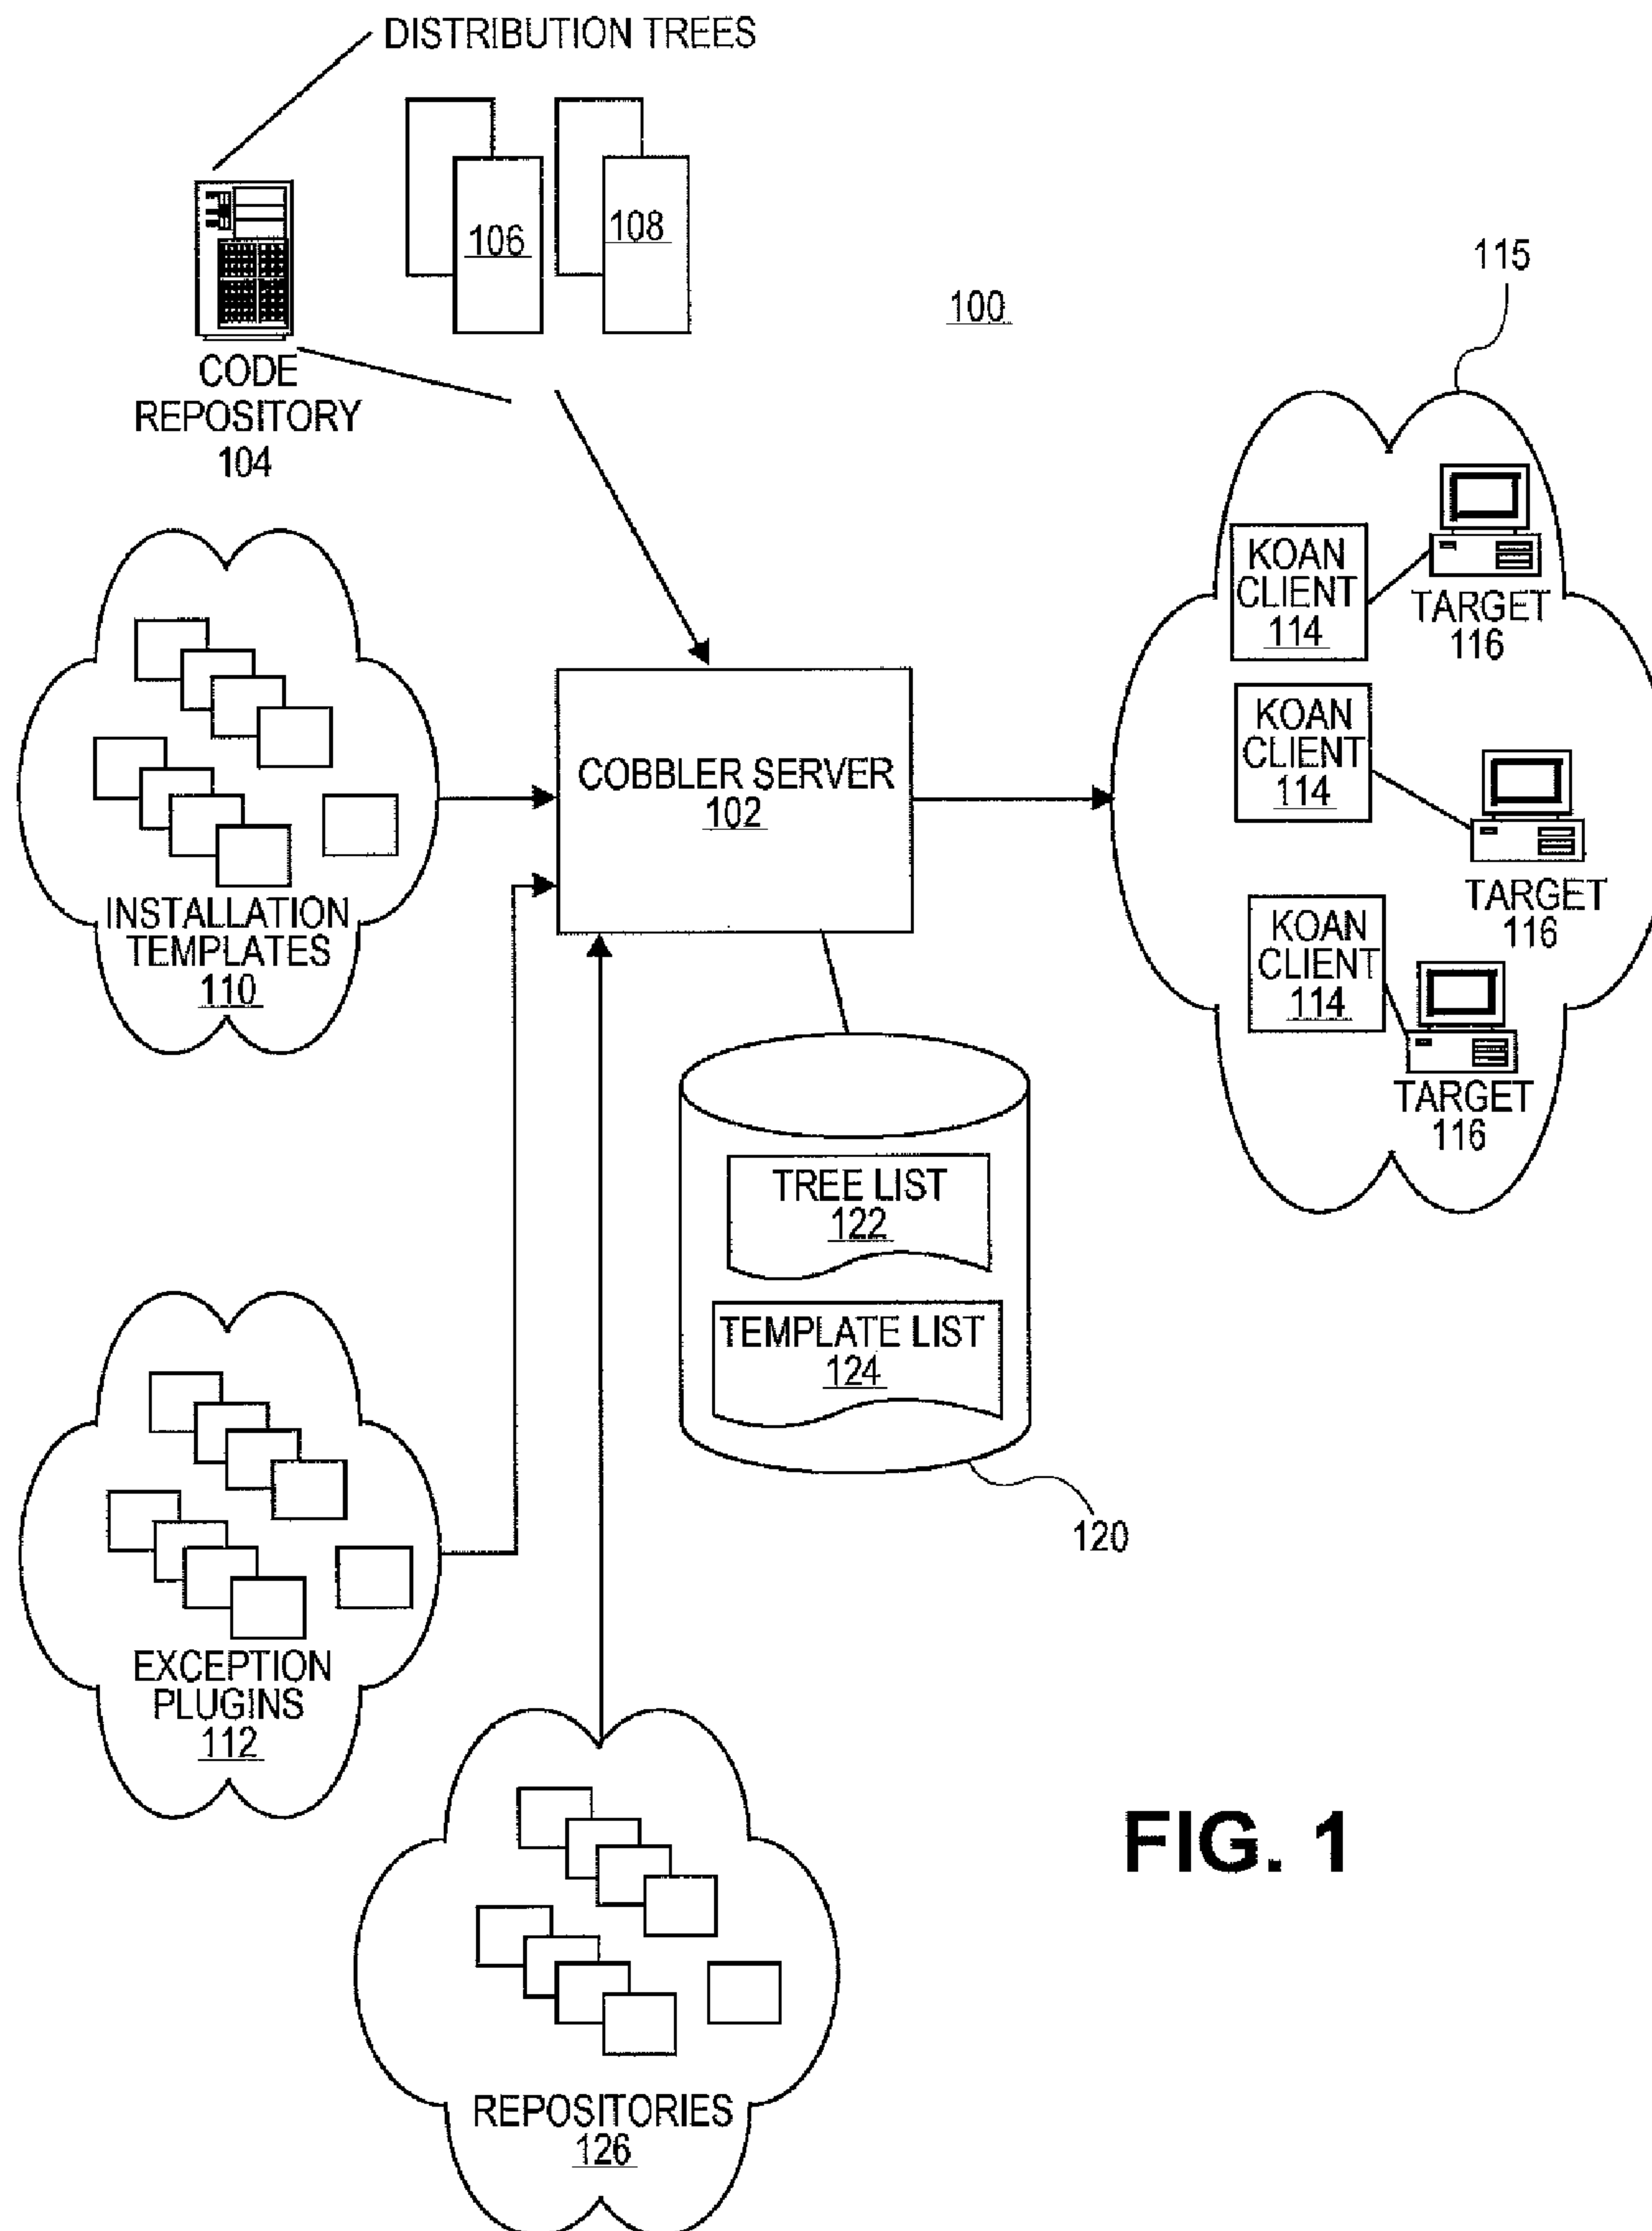 DISTRIBUTION TREES
106
108
100
115
CODE
REPOSITORY
104
KOAN
CLIENT
114
TARGET
116
KOAN
CLIENT
114
TARGET
116
KOAN
CLIENT
114
TARGET
116
COBBLER SERVER
102
INSTALLATION
TEMPLATES
110
TREE LIST
122
TEMPLATE LIST
124
120
EXCEPTION
PLUGINS
112
REPOSITORIES
126
FIG. 1